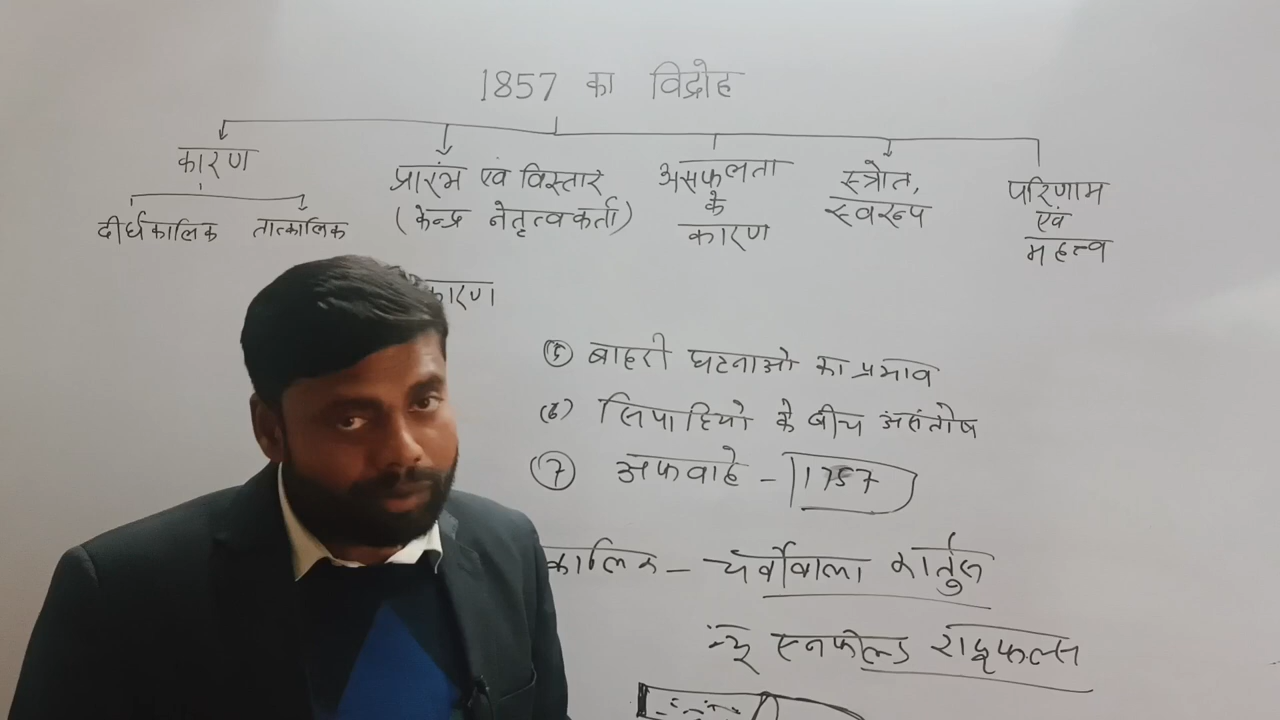 1857 का विद्रोह
कारण
दीर्घकालिक तात्कालिक
प्रारंभ एवं विस्तार
(केन्द्र नेतृत्वकर्ता)
असफलता
के
कारण
स्त्रोत,
स्वरूप
परिणाम
एवं
महत्व
कारण
(5) बाहरी घटनाओ का प्रभाव
(6) सिपाहियो के बीच असंतोष
(7) अफवाहे - 1757
कालिक - चर्वीवाला कार्तुस
न्यू एनफील्ड राइफल्स